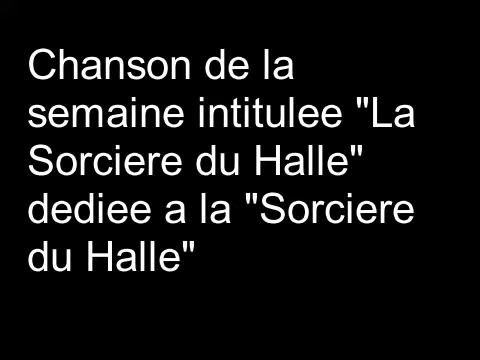 Chanson de la
semaine intitulee "La
Sorciere du Halle"
dediee a la "Sorciere
du Halle"